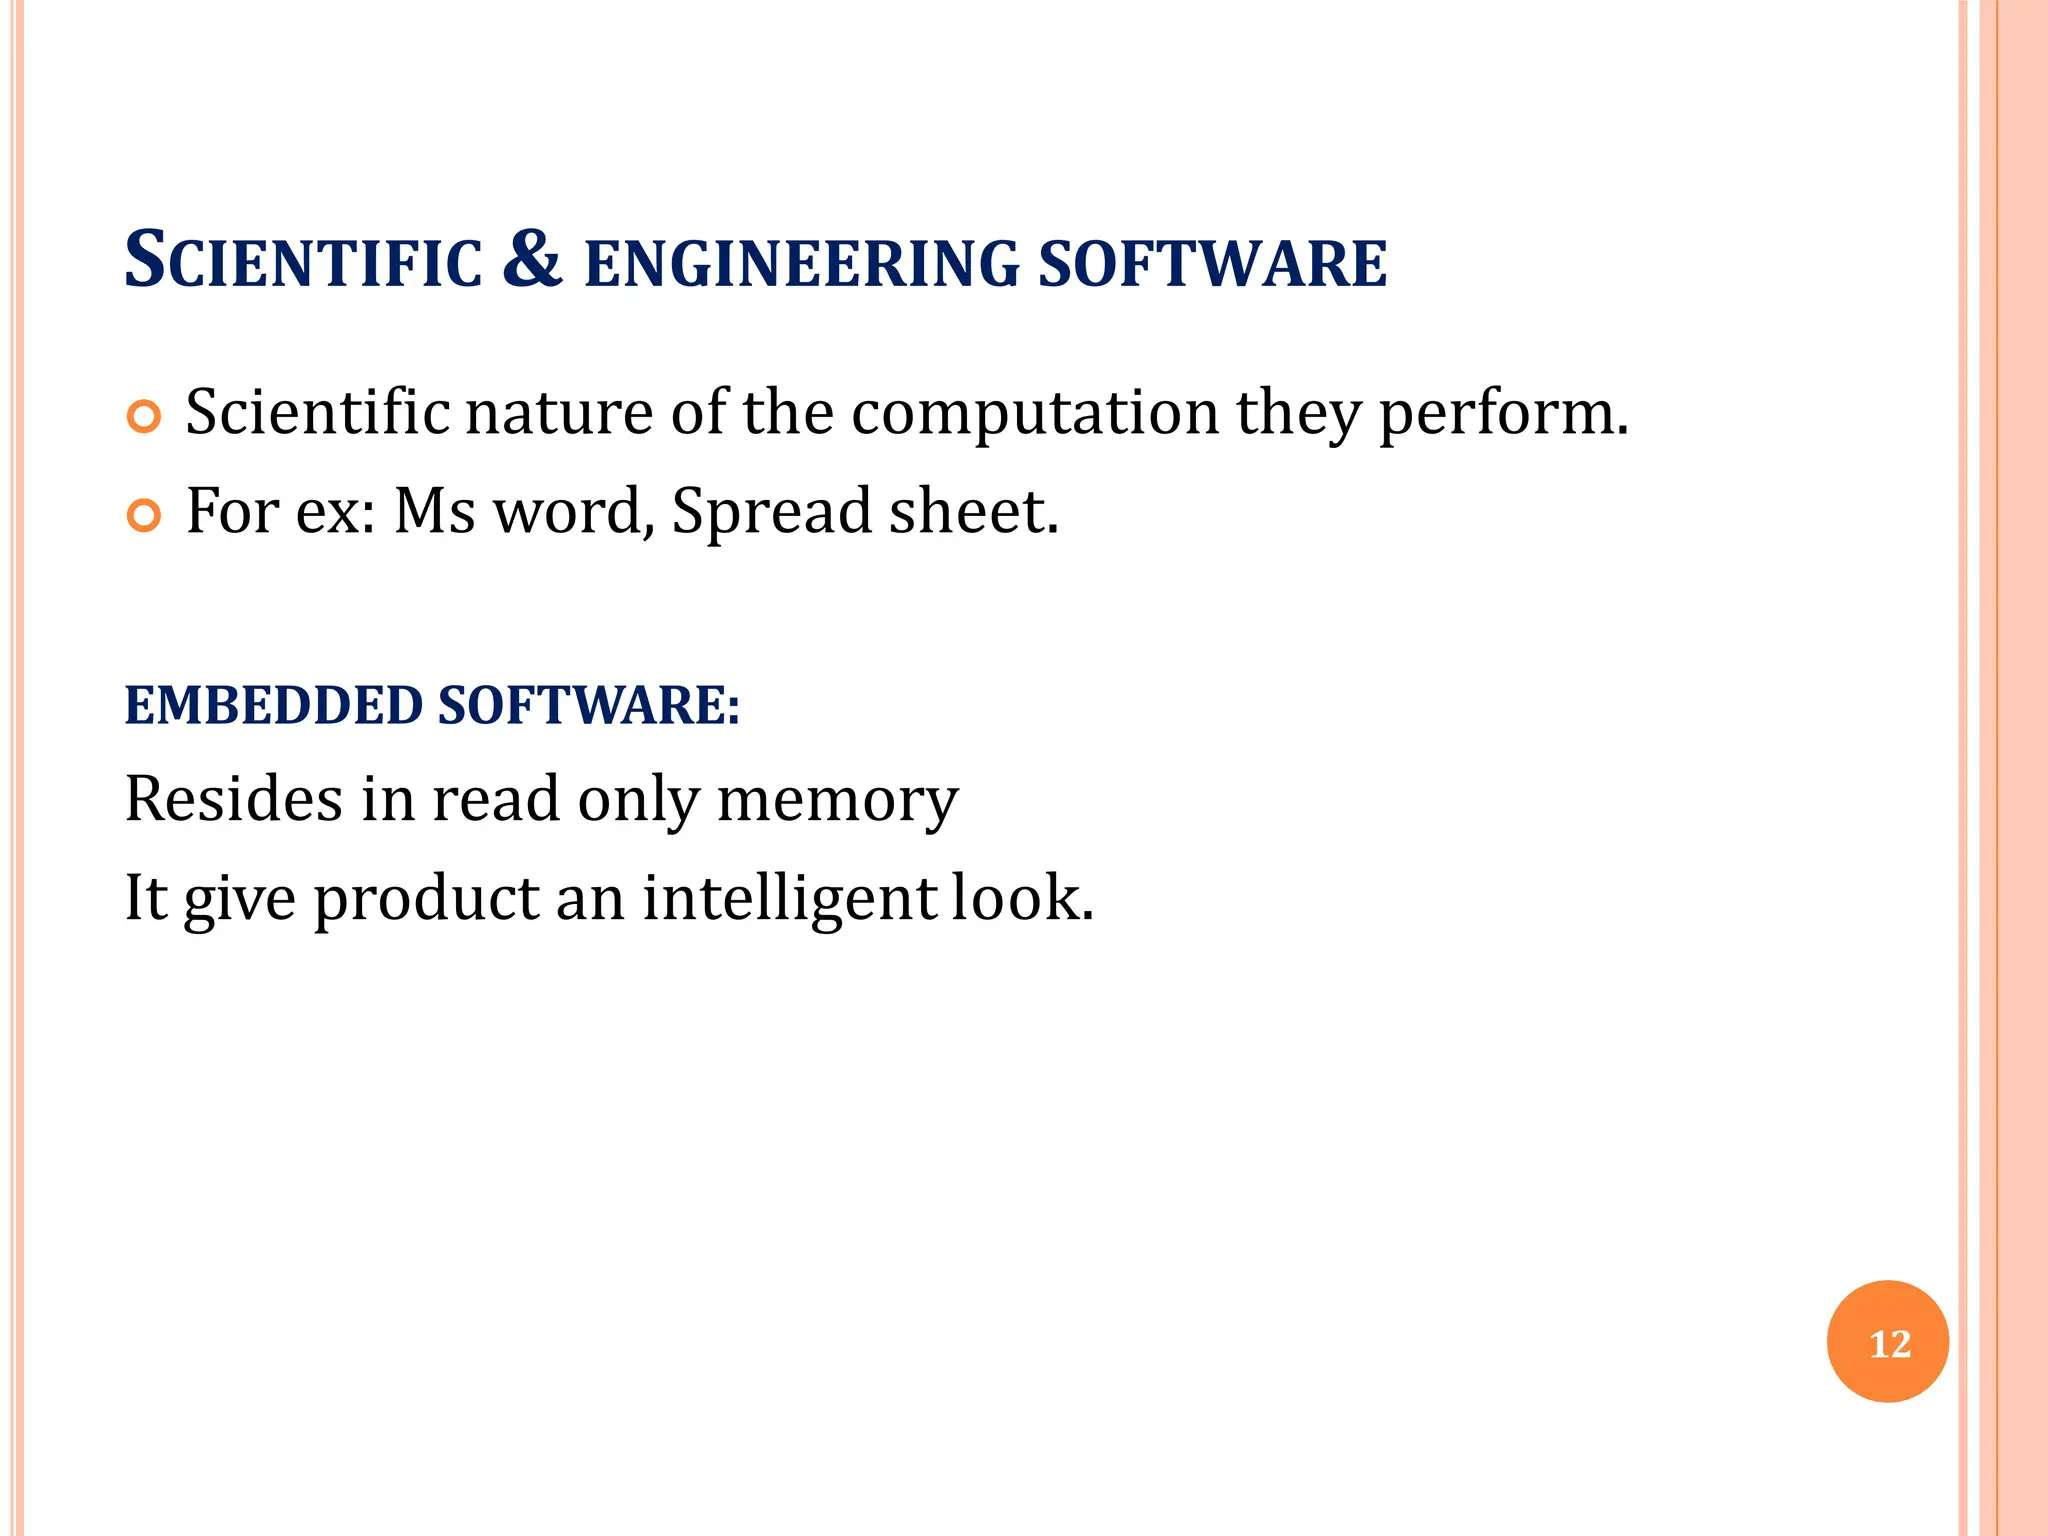 SCIENTIFIC & ENGINEERING SOFTWARE
Scientific nature of the computation they perform.
For ex: Ms word, Spread sheet.
EMBEDDED SOFTWARE:
Resides in read only memory
It give product an intelligent look.
12